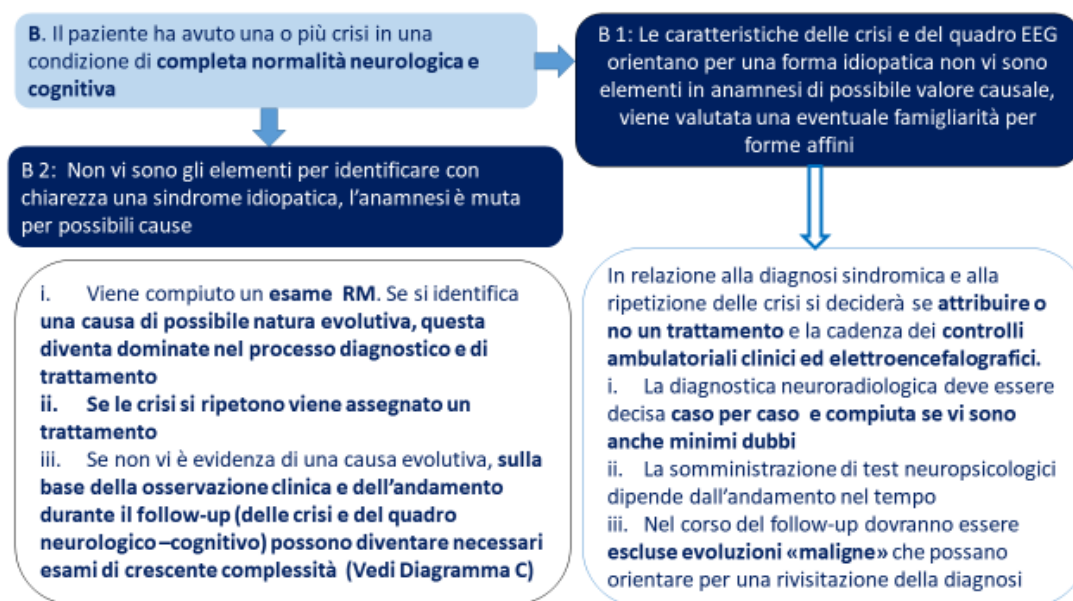 B. Il paziente ha avuto una o più crisi in una
condizione di completa normalità neurologica e
cognitiva
B 1: Le caratteristiche delle crisi e del quadro EEG
orientano per una forma idiopatica non vi sono
elementi in anamnesi di possibile valore causale,
viene valutata una eventuale famigliarità per
forme affini
B 2: Non vi sono gli elementi per identificare con
chiarezza una sindrome idiopatica, l'anamnesi è muta
per possibili cause
i. Viene compiuto un esame RM. Se si identifica
una causa di possibile natura evolutiva, questa
diventa dominate nel processo diagnostico e di
trattamento
ii. Se le crisi si ripetono viene assegnato un
trattamento
iii. Se non vi è evidenza di una causa evolutiva, sulla
base della osservazione clinica e dell'andamento
durante il follow-up (delle crisi e del quadro
neurologico –cognitivo) possono diventare necessari
esami di crescente complessità (Vedi Diagramma C)
In relazione alla diagnosi sindromica e alla
ripetizione delle crisi si deciderà se attribuire o
no un trattamento e la cadenza dei controlli
ambulatoriali clinici ed elettroencefalografici.
i. La diagnostica neuroradiologica deve essere
decisa caso per caso e compiuta se vi sono
anche minimi dubbi
ii. La somministrazione di test neuropsicologici
dipende dall'andamento nel tempo
iii. Nel corso del follow-up dovranno essere
escluse evoluzioni «maligne» che possano
orientare per una rivisitazione della diagnosi